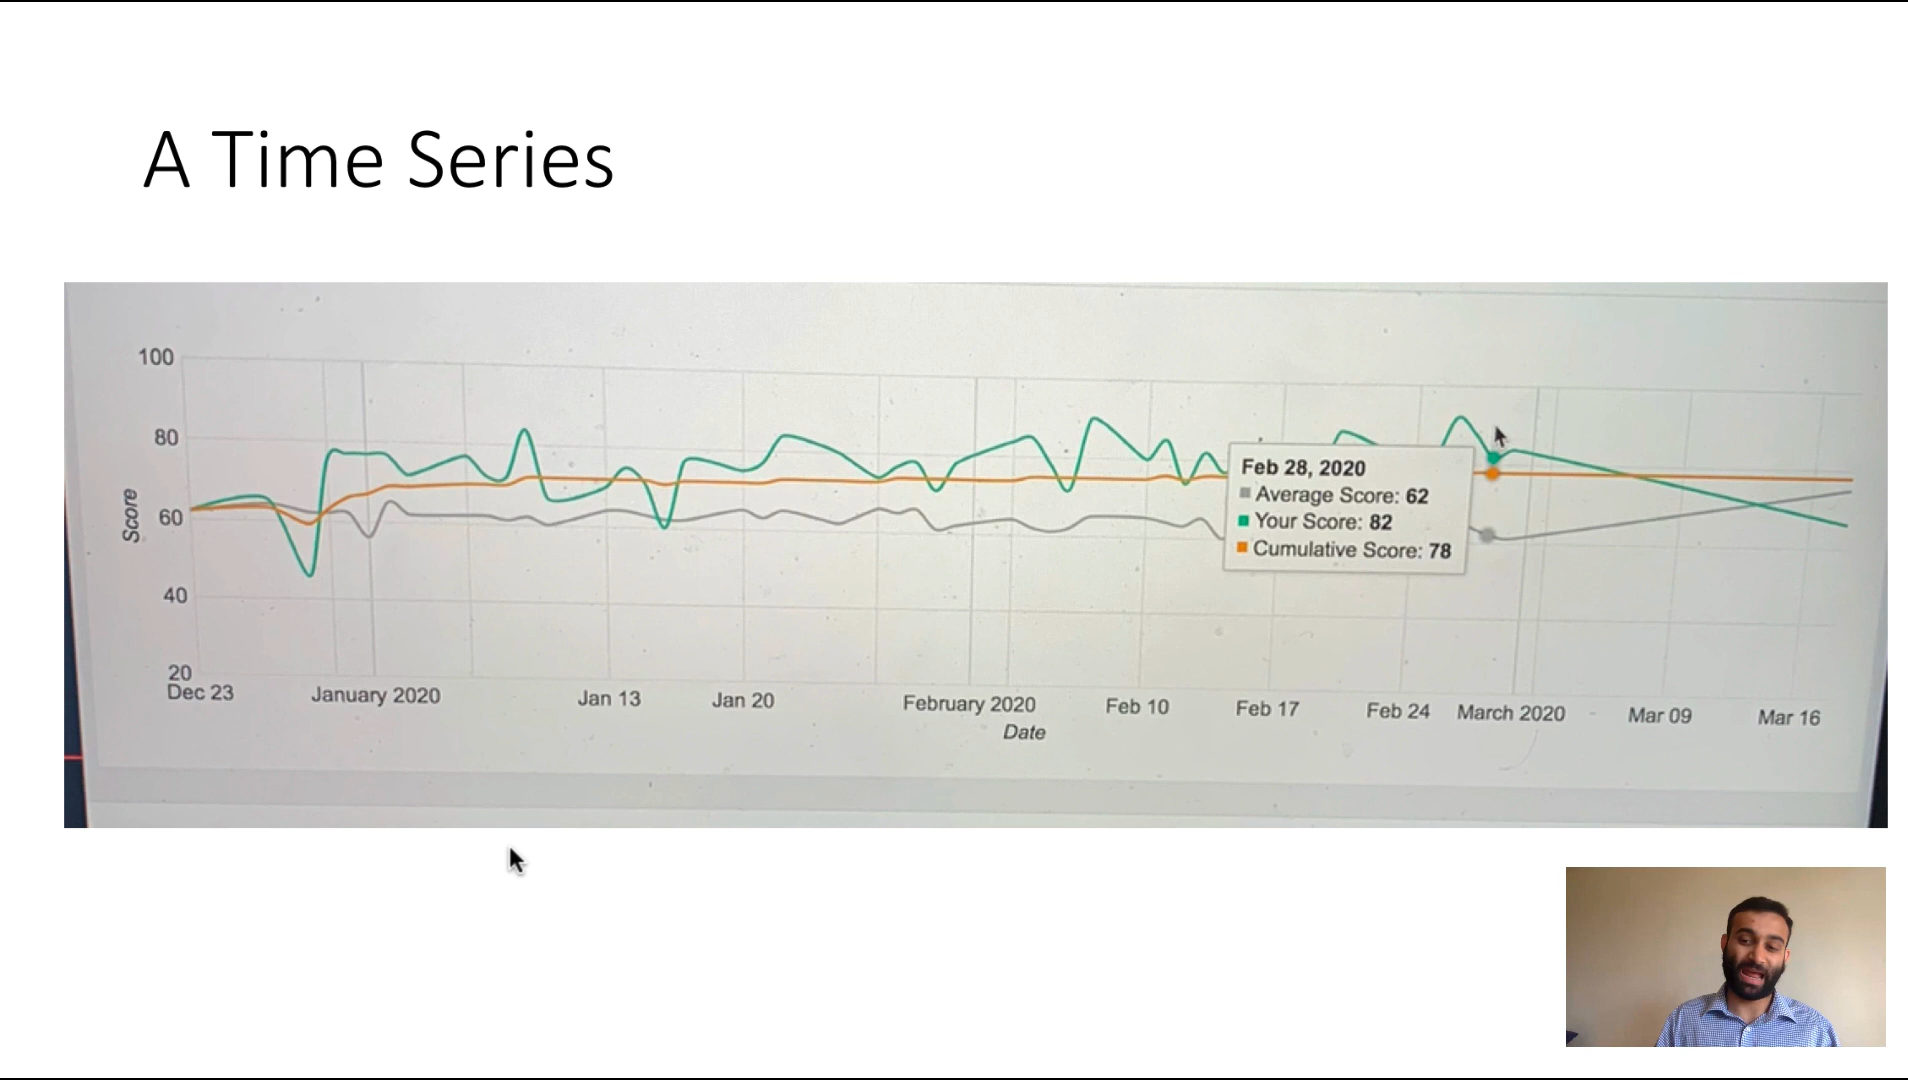 A Time Series
100
80
60
40
20
Score
Dec 23
January 2020
Jan 13
Jan 20
February 2020
Feb 10
Feb 17
Feb 24
March 2020
Mar 09
Mar 16
Date
Feb 28, 2020
Average Score: 62
Your Score: 82
Cumulative Score: 78